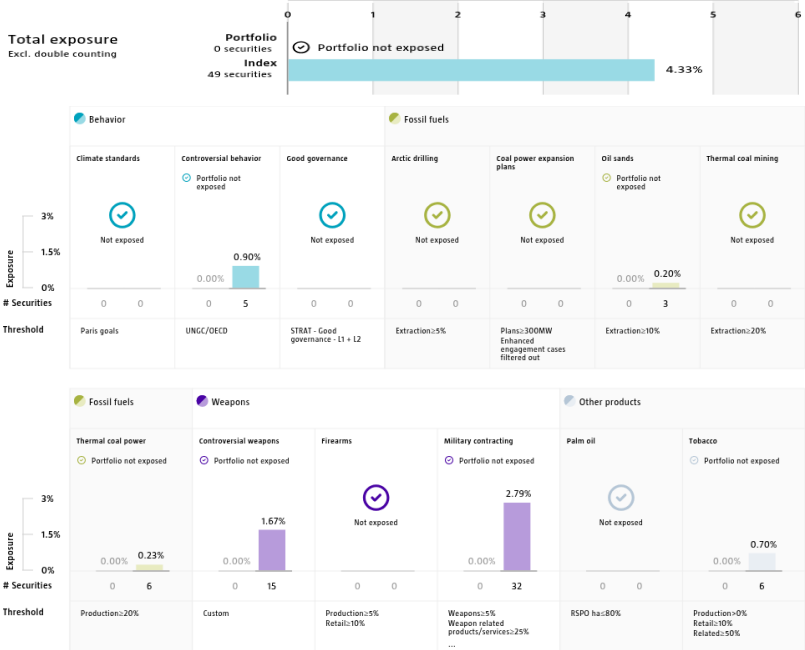 0 1 2 3 4 5 6
Total exposure
Excl. double counting
Portfolio
0 securities
Portfolio not exposed
Index
49 securities
4.33%
Behavior
Fossil fuels
Climate standards
Controversial behavior
Good governance
Arctic drilling
Coal power expansion
plans
Oil sands
Thermal coal mining
Portfolio not
exposed
Portfolio not
exposed
Not exposed
Not exposed
Not exposed
Not exposed
Not exposed
Exposure
3%
1.5%
0%
0.00% 0.90%
0.00% 0.20%
# Securities
0 0
0 5
0 0
0 0
0 0
0 3
0 0
Threshold
Paris goals
UNGC/OECD
STRAT - Good
governance - L1 + L2
Extraction≥5%
Plans≥300MW
Enhanced
engagement cases
filtered out
Extraction≥10%
Extraction≥20%
Fossil fuels
Weapons
Other products
Thermal coal power
Controversial weapons
Firearms
Military contracting
Palm oil
Tobacco
Portfolio not exposed
Portfolio not exposed
Portfolio not exposed
Portfolio not exposed
Not exposed
Not exposed
Exposure
3%
1.5%
0%
0.00% 0.23%
0.00% 1.67%
0.00% 2.79%
0.00% 0.70%
# Securities
0 6
0 15
0 0
0 32
0 0
0 6
Threshold
Production≥20%
Custom
Production≥5%
Retail≥10%
Weapons≥5%
Weapon related
products/services≥25%
...
RSPO ha≤80%
Production>0%
Retail≥10%
Related≥50%